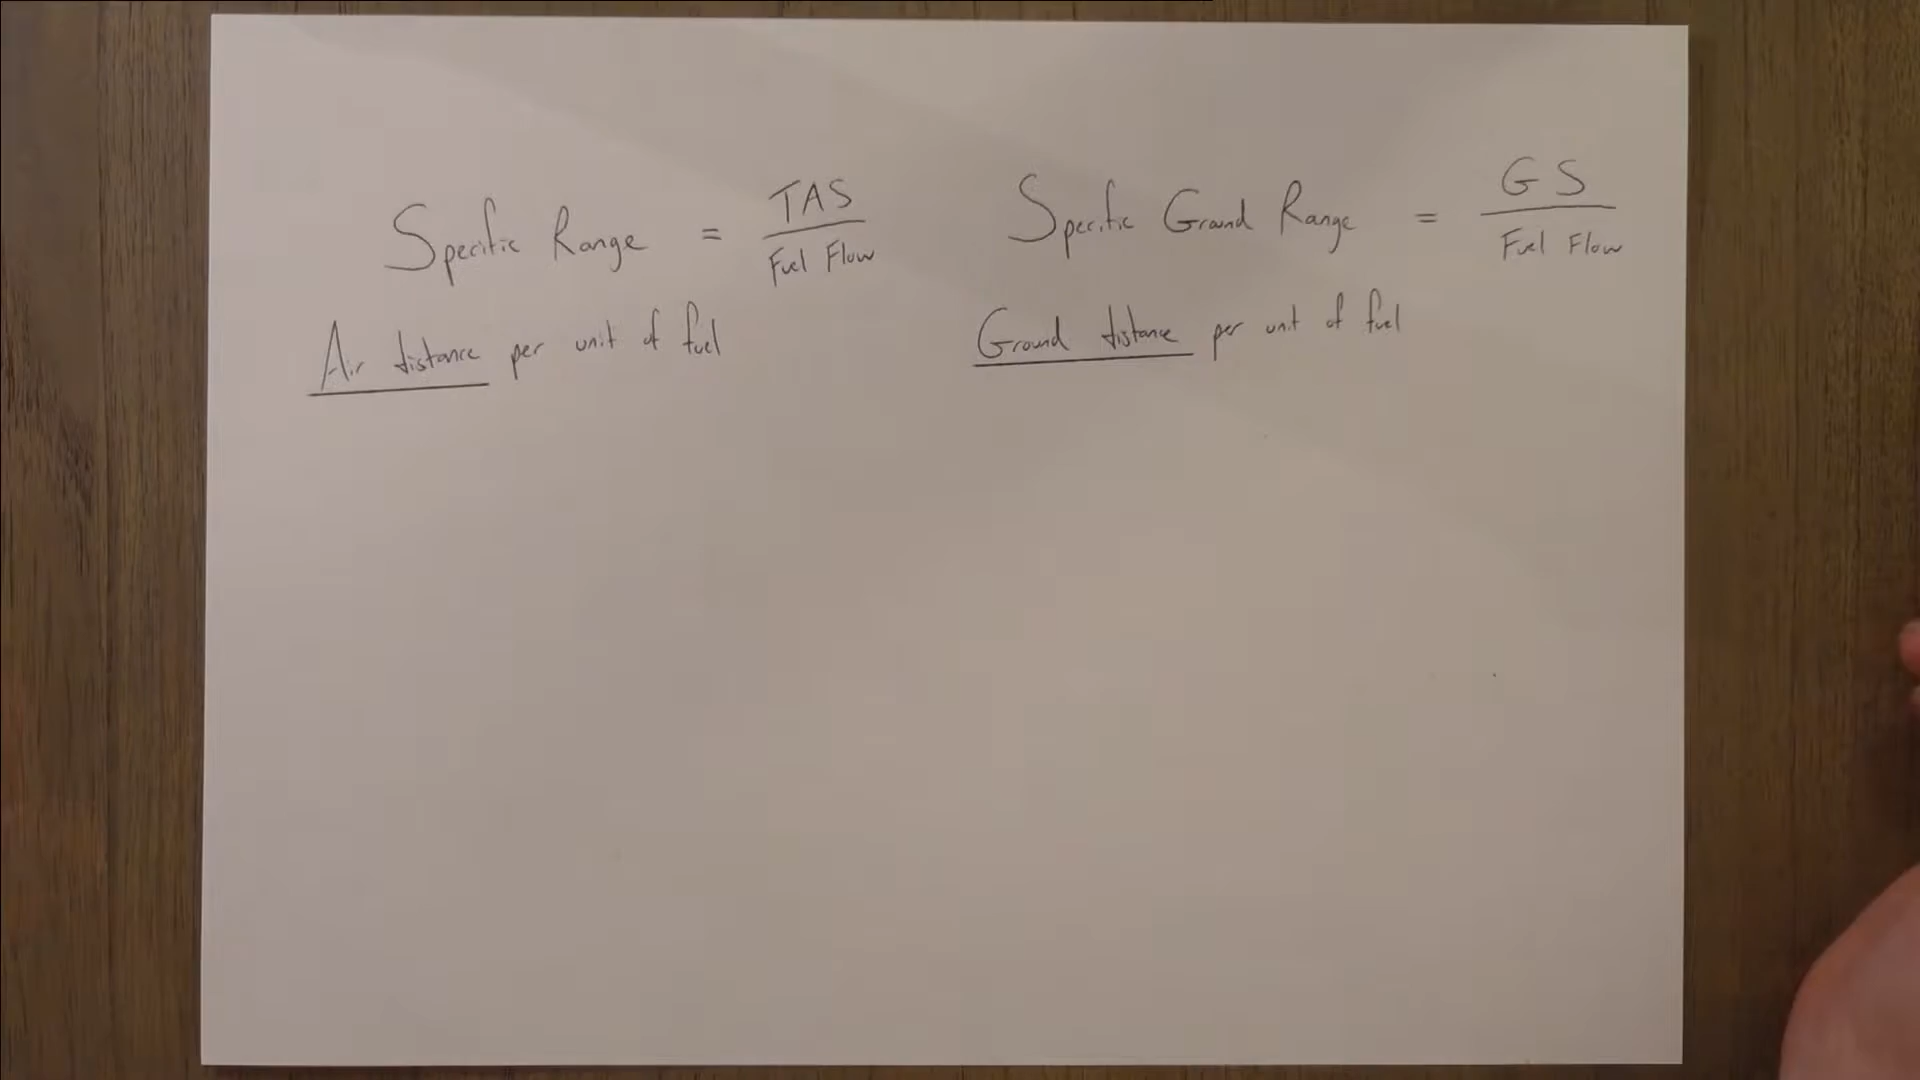 Specific Range = TAS / Fuel Flow
Air distance per unit of fuel
Specific Ground Range = GS / Fuel Flow
Ground distance per unit of fuel